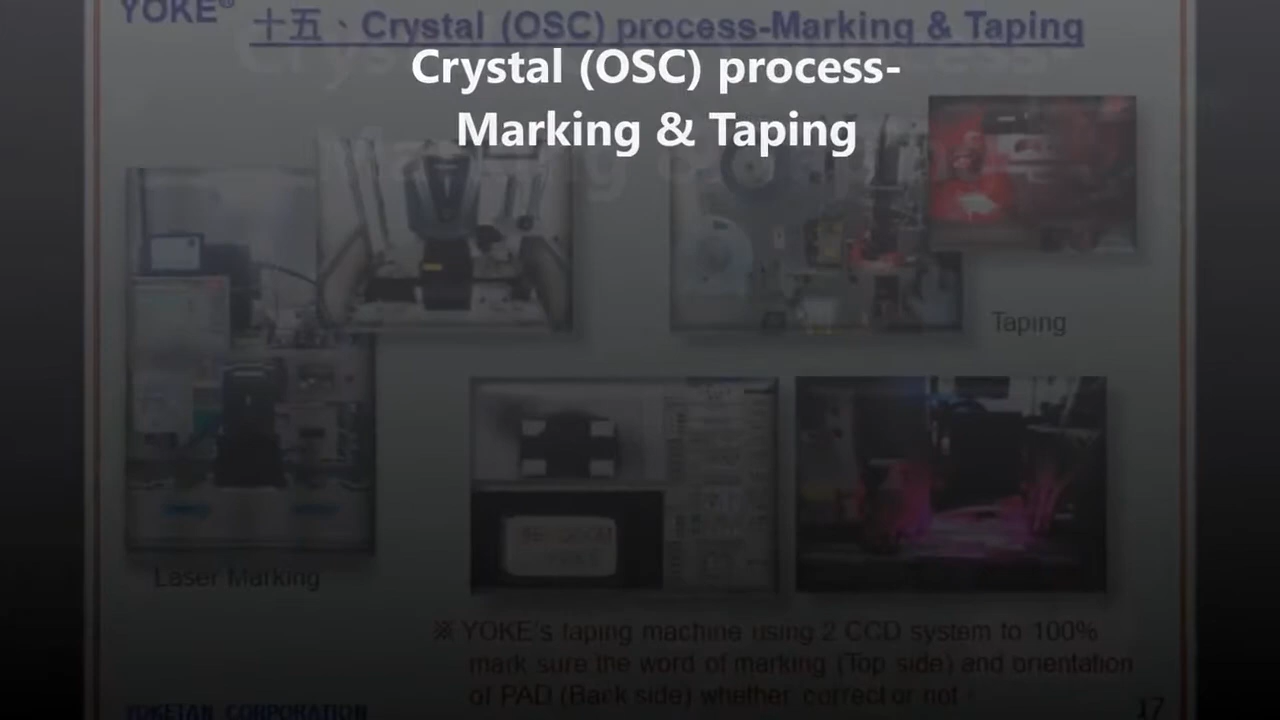 YOKE®
十五、Crystal (OSC) process-Marking & Taping
Crystal (OSC) process-
Marking & Taping
Taping
Laser Marking
※ YOKE's taping machine using 2 CCD system to 100%
mark sure the word of marking (Top side) and orientation
of PAD (Back side) whether correct or not
YOKETAN CORPORATION
17